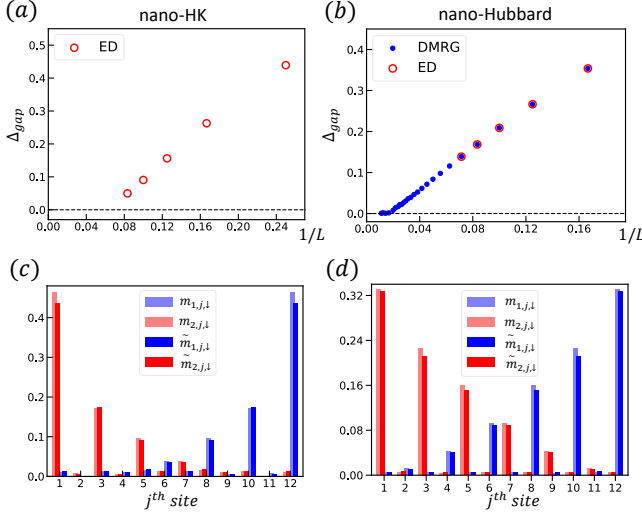 nano-HK
(a)
ED
Δgap
0.5
0.4
0.3
0.2
0.1
0.0
0.00 0.04 0.08 0.12 0.16 0.20 0.24
1/L
nano-Hubbard
(b)
DMRG
ED
Δgap
0.4
0.2
0.0
0.00 0.04 0.08 0.12 0.16
1/L
(c)
m1,j,↓
m2,j,↓
m̃1,j,↓
m̃2,j,↓
0.4
0.3
0.2
0.1
0.0
1 2 3 4 5 6 7 8 9 10 11 12
jth site
(d)
m1,j,↓
m2,j,↓
m̃1,j,↓
m̃2,j,↓
0.32
0.24
0.16
0.08
0.00
1 2 3 4 5 6 7 8 9 10 11 12
jth site